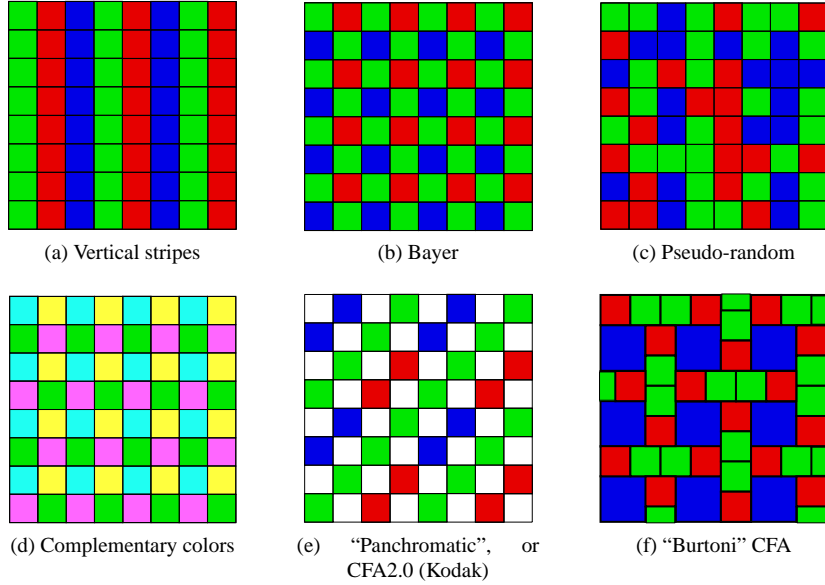 (a) Vertical stripes
(b) Bayer
(c) Pseudo-random
(d) Complementary colors
(e) “Panchromatic”, or
CFA2.0 (Kodak)
(f) “Burtoni” CFA